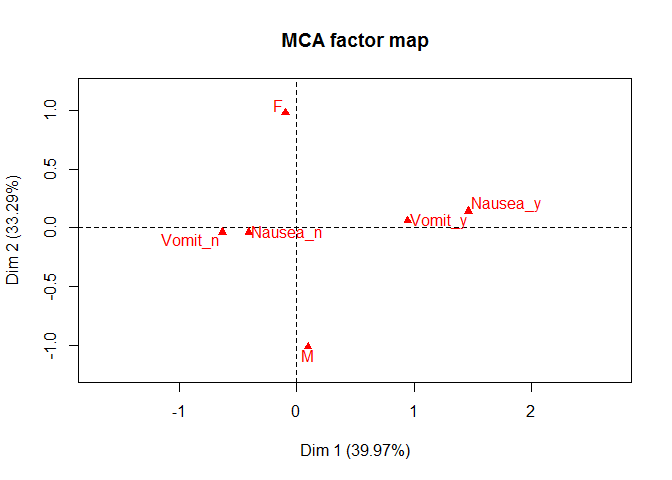 MCA factor map
Dim 2 (33.29%)
1.0
0.5
0.0
-0.5
-1.0
F
Nausea_y
Vomit_y
Vomit_n
Nausea_n
M
-1 0 1 2
Dim 1 (39.97%)